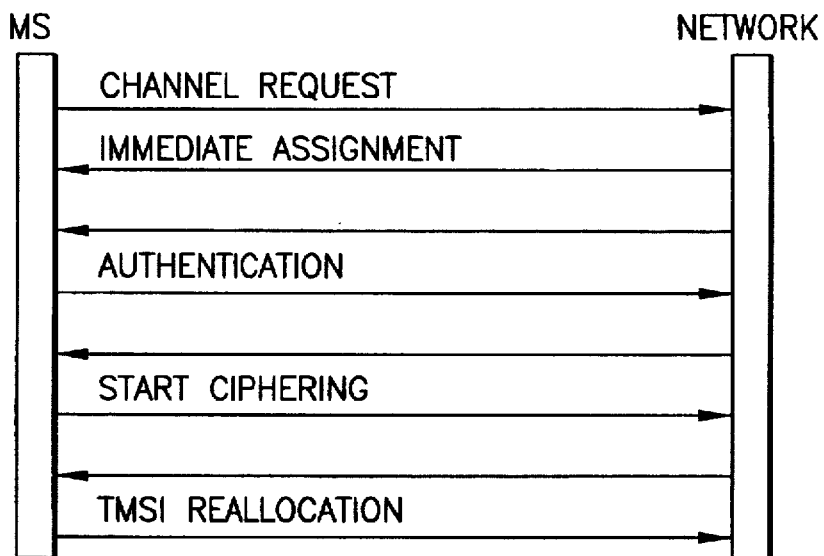 MS
NETWORK
CHANNEL REQUEST
IMMEDIATE ASSIGNMENT
AUTHENTICATION
START CIPHERING
TMSI REALLOCATION